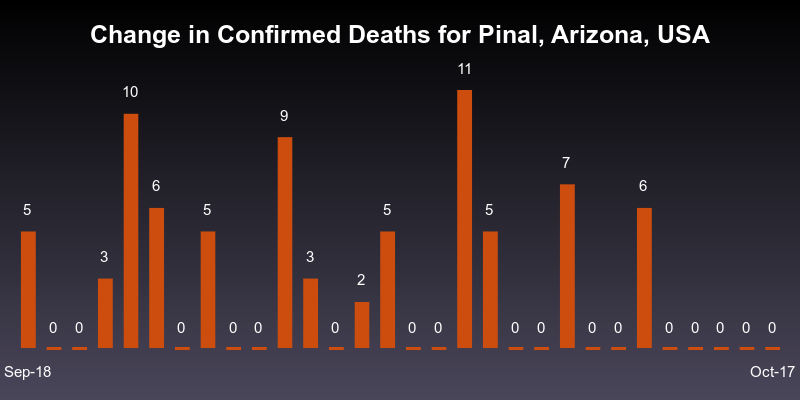 Change in Confirmed Deaths for Pinal, Arizona, USA
5 0 0 3 10 6 0 5 0 0 9 3 0 2 5 0 0 11 5 0 0 7 0 0 6 0 0 0 0 0
Sep-18 Oct-17